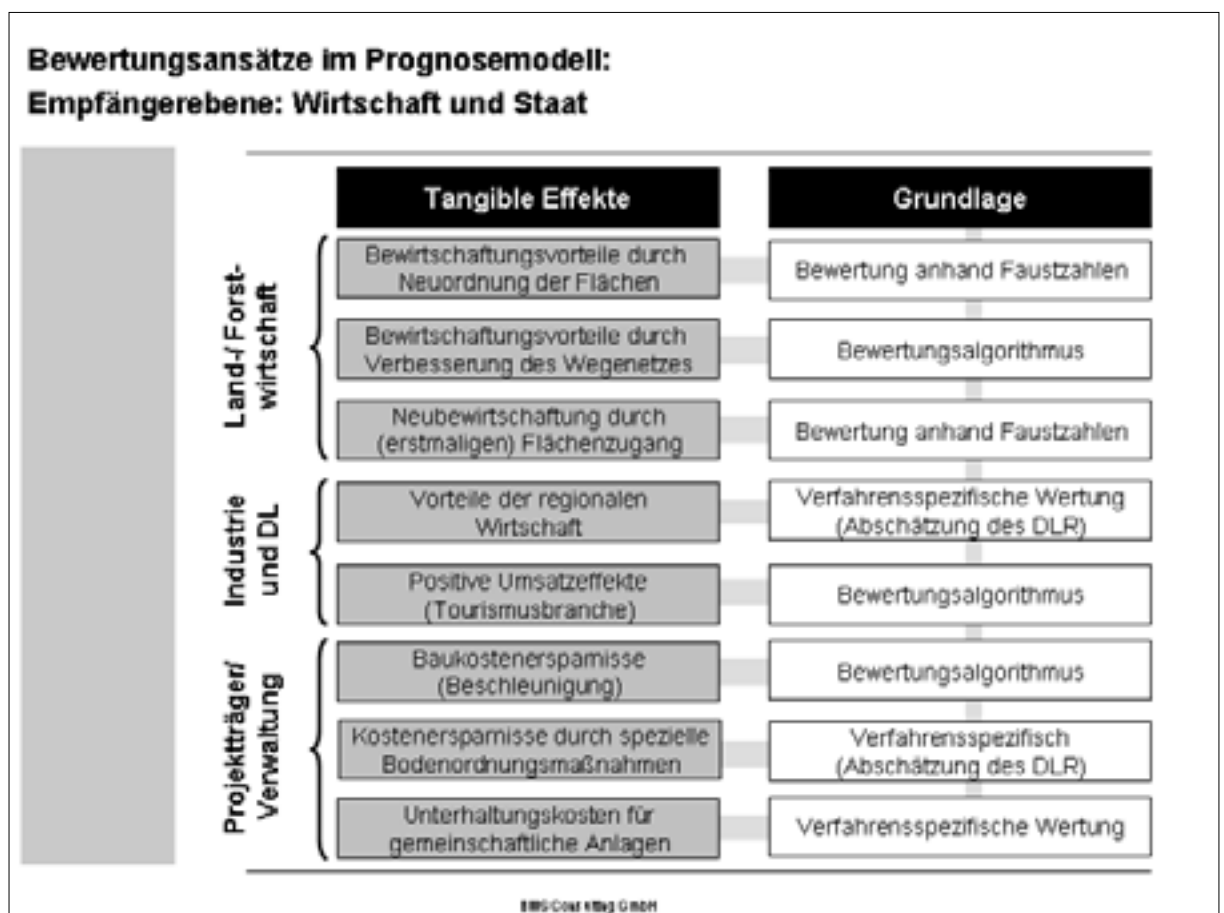 Bewertungsansätze im Prognosemodell:
Empfängerebene: Wirtschaft und Staat
Tangible Effekte
Grundlage
Land-/ Forst-
wirtschaft
Bewirtschaftungsvorteile durch
Neuordnung der Flächen
Bewertung anhand Faustzahlen
Bewirtschaftungsvorteile durch
Verbesserung des Wegenetzes
Bewertungsalgorithmus
Neubewirtschaftung durch
(erstmaligen) Flächenzugang
Bewertung anhand Faustzahlen
Industrie
und DL
Vorteile der regionalen
Wirtschaft
Verfahrensspezifische Wertung
(Abschätzung des DLR)
Positive Umsatzeffekte
(Tourismusbranche)
Bewertungsalgorithmus
Projektträger/
Verwaltung
Baukostenersparnisse
(Beschleunigung)
Bewertungsalgorithmus
Kostenersparnisse durch spezielle
Bodenordnungsmaßnahmen
Verfahrensspezifisch
(Abschätzung des DLR)
Unterhaltungskosten für
gemeinschaftliche Anlagen
Verfahrensspezifische Wertung
GmbH